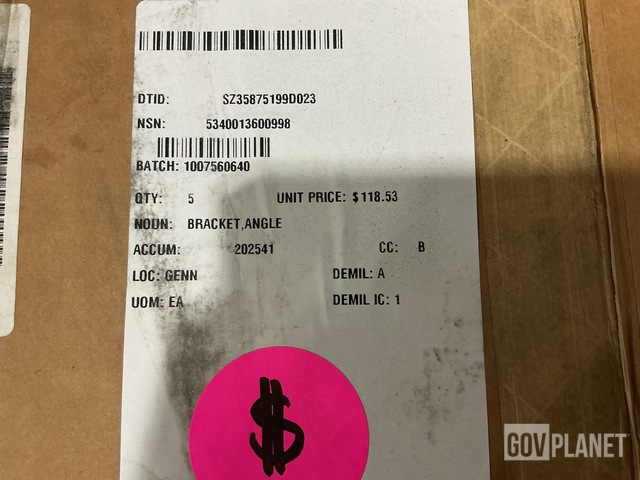 DTID: SZ35875199D023
NSN: 5340013600998
BATCH: 1007560640
QTY: 5 UNIT PRICE: $118.53
NOUN: BRACKET,ANGLE
ACCUM: 202541 CC: B
LOC: GENN DEMIL: A
UOM: EA DEMIL IC: 1
$
GOVPLANET